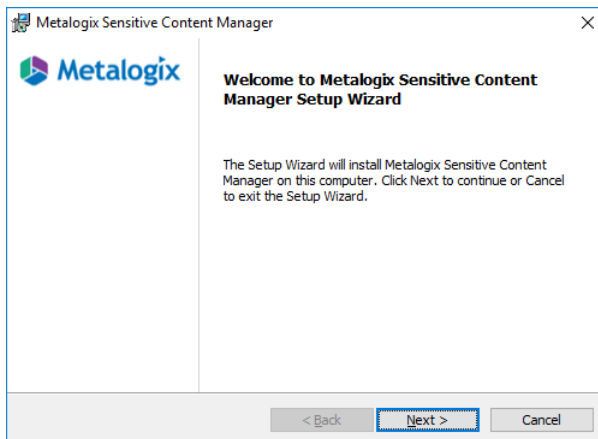 Metalogix Sensitive Content Manager
Metalogix
Welcome to Metalogix Sensitive Content
Manager Setup Wizard
The Setup Wizard will install Metalogix Sensitive Content
Manager on this computer. Click Next to continue or Cancel
to exit the Setup Wizard.
< Back
Next >
Cancel